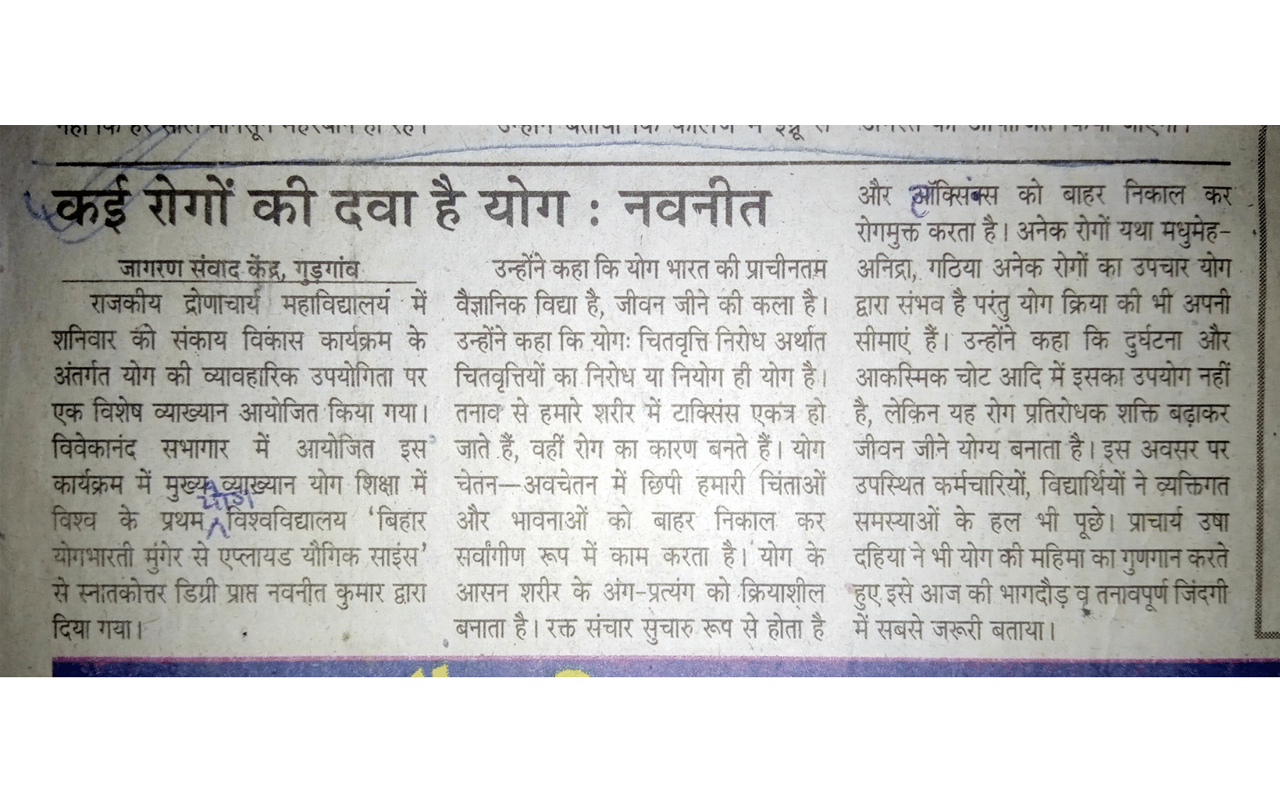 कई रोगों की दवा है योग : नवनीत
जागरण संवाद केंद्र, गुड़गांव
राजकीय द्रोणाचार्य महाविद्यालय में
शनिवार को संकाय विकास कार्यक्रम के
अंतर्गत योग की व्यावहारिक उपयोगिता पर
एक विशेष व्याख्यान आयोजित किया गया।
विवेकानंद सभागार में आयोजित इस
कार्यक्रम में मुख्य व्याख्यान योग शिक्षा में
योग
विश्व के प्रथम विश्वविद्यालय ‘बिहार
योगभारती मुंगेर से एप्लायड यौगिक साइंस’
से स्नातकोत्तर डिग्री प्राप्त नवनीत कुमार द्वारा
दिया गया।
उन्होंने कहा कि योग भारत की प्राचीनतम
वैज्ञानिक विद्या है, जीवन जीने की कला है।
उन्होंने कहा कि योगः चितवृत्ति निरोध अर्थात
चितवृत्तियों का निरोध या नियोग ही योग है।
तनाव से हमारे शरीर में टाक्सिंस एकत्र हो
जाते हैं, वहीं रोग का कारण बनते हैं। योग
चेतन—अवचेतन में छिपी हमारी चिंताओं
और भावनाओं को बाहर निकाल कर
सर्वांगीण रूप में काम करता है। योग के
आसन शरीर के अंग-प्रत्यंग को क्रियाशील
बनाता है। रक्त संचार सुचारु रूप से होता है
और को बाहर निकाल कर
रोगमुक्त करता है। अनेक रोगों यथा मधुमेह-
अनिद्रा, गठिया अनेक रोगों का उपचार योग
द्वारा संभव है परंतु योग क्रिया की भी अपनी
सीमाएं हैं। उन्होंने कहा कि दुर्घटना और
आकस्मिक चोट आदि में इसका उपयोग नहीं
है, लेकिन यह रोग प्रतिरोधक शक्ति बढ़ाकर
जीवन जीने योग्य बनाता है। इस अवसर पर
उपस्थित कर्मचारियों, विद्यार्थियों ने व्यक्तिगत
समस्याओं के हल भी पूछे। प्राचार्य उषा
दहिया ने भी योग की महिमा का गुणगान करते
हुए इसे आज की भागदौड़ व तनावपूर्ण जिंदगी
में सबसे जरूरी बताया।